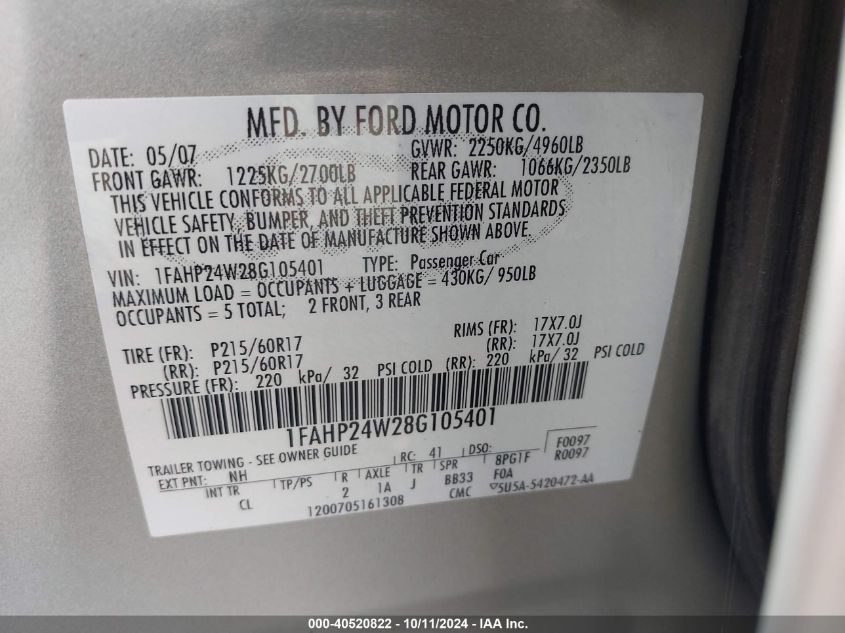 MFD. BY FORD MOTOR CO.
DATE: 05/07 GVWR: 2250KG/4960LB
FRONT GAWR: 1225KG/2700LB REAR GAWR: 1066KG/2350LB
THIS VEHICLE CONFORMS TO ALL APPLICABLE FEDERAL MOTOR
VEHICLE SAFETY, BUMPER, AND THEFT PREVENTION STANDARDS
IN EFFECT ON THE DATE OF MANUFACTURE SHOWN ABOVE.
VIN: 1FAHP24W28G105401 TYPE: Passenger Car
MAXIMUM LOAD = OCCUPANTS + LUGGAGE = 430KG/ 950LB
OCCUPANTS = 5 TOTAL; 2 FRONT, 3 REAR
TIRE (FR): P215/60R17 RIMS (FR): 17X7.0J
(RR): P215/60R17 (RR): 17X7.0J
PRESSURE (FR): 220 kPa/ 32 PSI COLD (RR): 220 kPa/ 32 PSI COLD
1FAHP24W28G105401
TRAILER TOWING - SEE OWNER GUIDE
EXT PNT: NH RC: 41 DSO: F0097
R0097
INT TR TP/PS R AXLE TR SPR 8PG1F
CL 2 1A J BB33 FOA
1200705161308 CMC 5U5A-5420472-AA
000-40520822 - 10/11/2024 - IAA Inc.